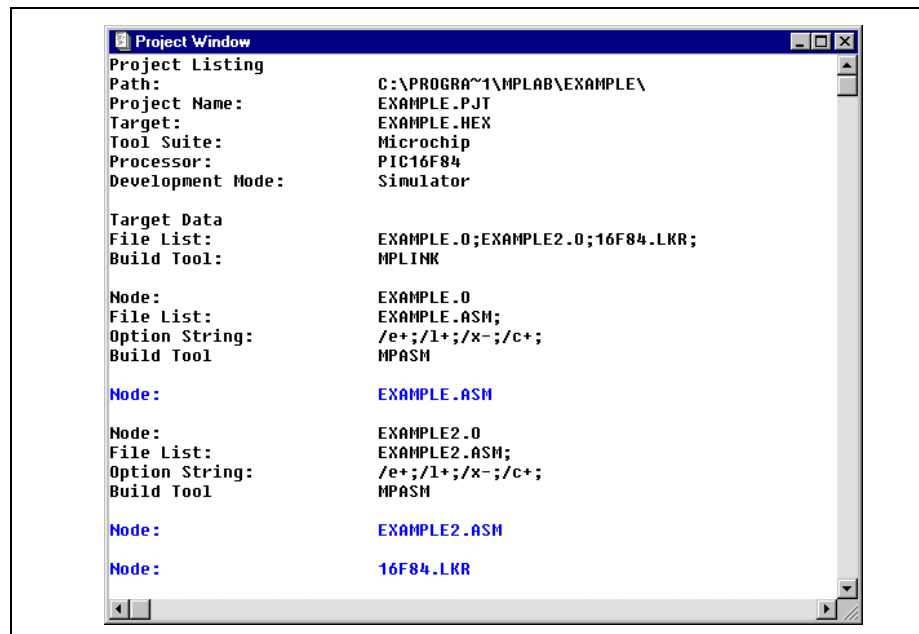 Project Window
Project Listing
Path: C:\PROGRA~1\MPLAB\EXAMPLE\
Project Name: EXAMPLE.PJT
Target: EXAMPLE.HEX
Tool Suite: Microchip
Processor: PIC16F84
Development Mode: Simulator
Target Data
File List: EXAMPLE.O;EXAMPLE2.O;16F84.LKR;
Build Tool: MPLINK
Node: EXAMPLE.O
File List: EXAMPLE.ASM;
Option String: /e+;/l+;/x-;/c+;
Build Tool MPASM
Node: EXAMPLE.ASM
Node: EXAMPLE2.O
File List: EXAMPLE2.ASM;
Option String: /e+;/l+;/x-;/c+;
Build Tool MPASM
Node: EXAMPLE2.ASM
Node: 16F84.LKR